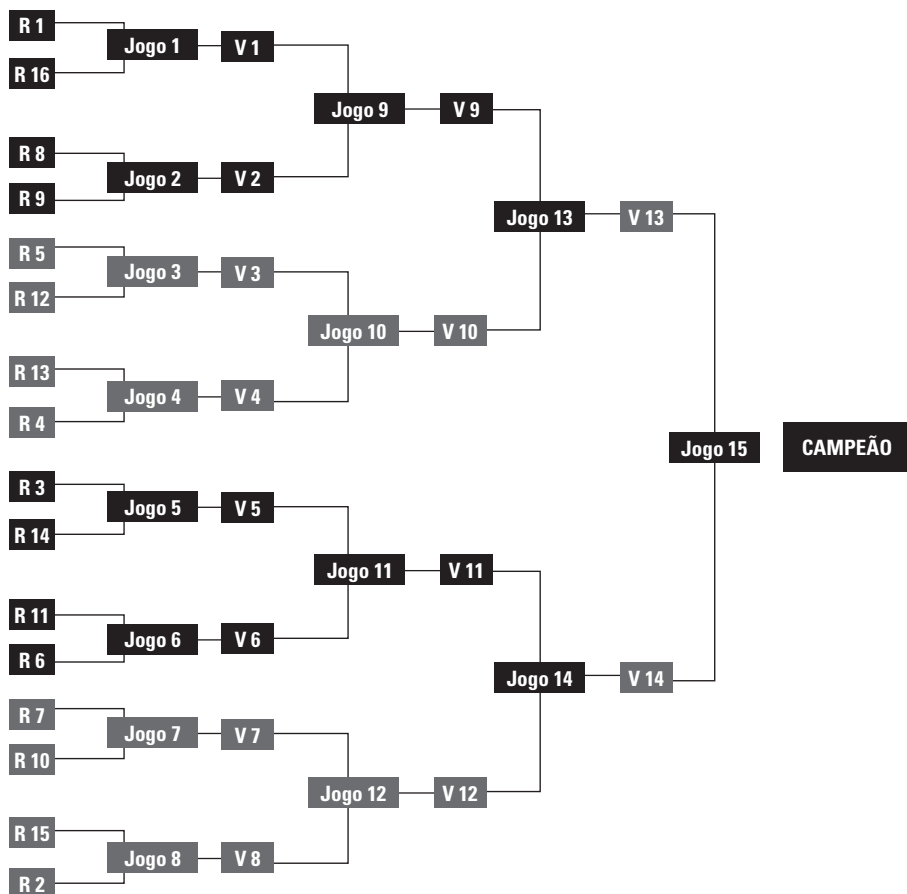 R 1
Jogo 1
V 1
R 16
Jogo 9
V 9
R 8
Jogo 2
V 2
R 9
Jogo 13
V 13
R 5
Jogo 3
V 3
R 12
Jogo 10
V 10
R 13
Jogo 4
V 4
R 4
Jogo 15
CAMPEÃO
R 3
Jogo 5
V 5
R 14
Jogo 11
V 11
R 11
Jogo 6
V 6
R 6
Jogo 14
V 14
R 7
Jogo 7
V 7
R 10
Jogo 12
V 12
R 15
Jogo 8
V 8
R 2